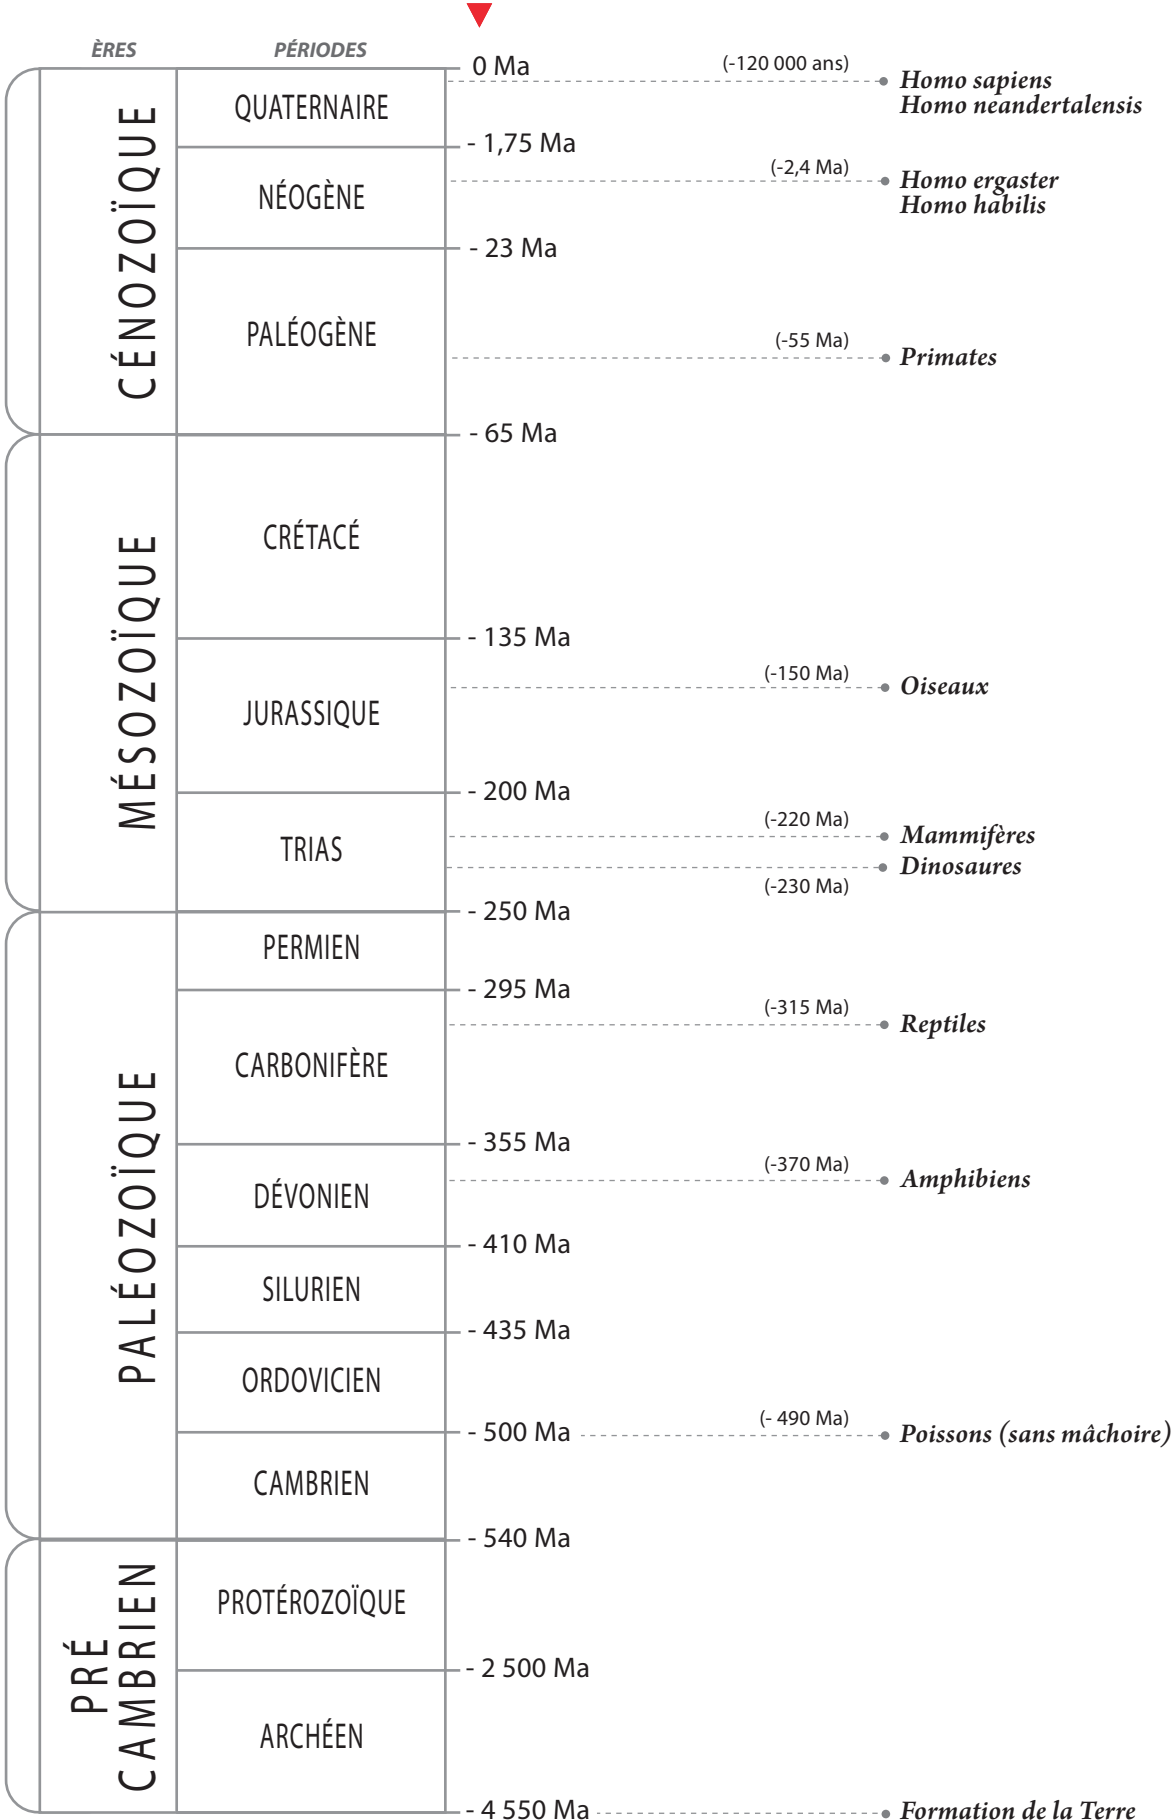 ÈRES
PÉRIODES
0 Ma
(-120 000 ans)
Homo sapiens
Homo neandertalensis
QUATERNAIRE
- 1,75 Ma
(-2,4 Ma)
Homo ergaster
Homo habilis
NÉOGÈNE
- 23 Ma
CÉNOZOÏQUE
PALÉOGÈNE
(-55 Ma)
Primates
- 65 Ma
CRÉTACÉ
- 135 Ma
MÉSOZOÏQUE
(-150 Ma)
Oiseaux
JURASSIQUE
- 200 Ma
(-220 Ma)
Mammifères
TRIAS
Dinosaures
(-230 Ma)
- 250 Ma
PERMIEN
- 295 Ma
(-315 Ma)
Reptiles
CARBONIFÈRE
- 355 Ma
(-370 Ma)
Amphibiens
PALÉOZOÏQUE
DÉVONIEN
- 410 Ma
SILURIEN
- 435 Ma
ORDOVICIEN
- 500 Ma
(- 490 Ma)
Poissons (sans mâchoire)
CAMBRIEN
- 540 Ma
PROTÉROZOÏQUE
PRÉ
CAMBRIEN
- 2 500 Ma
ARCHÉEN
- 4 550 Ma
Formation de la Terre